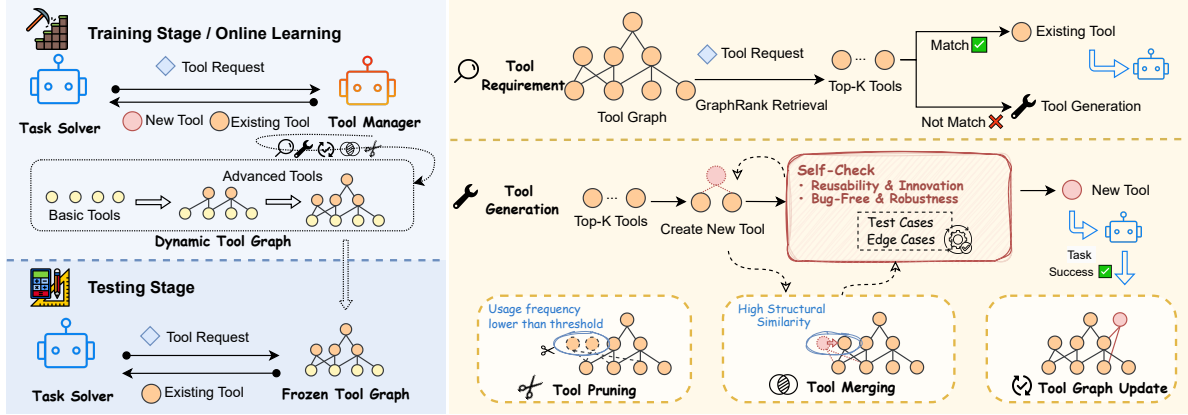 Training Stage / Online Learning
Tool Request
Task Solver
New Tool
Existing Tool
Tool Manager
Basic Tools
Advanced Tools
Dynamic Tool Graph
Testing Stage
Tool Request
Task Solver
Existing Tool
Frozen Tool Graph
Tool
Requirement
Tool Graph
Tool Request
GraphRank Retrieval
...
Top-K Tools
Match
Existing Tool
Not Match
Tool Generation
Tool
Generation
...
Top-K Tools
Create New Tool
Self-Check
• Reusability & Innovation
• Bug-Free & Robustness
Test Cases
Edge Cases
New Tool
Task
Success
Usage frequency
lower than threshold
Tool Pruning
High Structural
Similarity
Tool Merging
Tool Graph Update